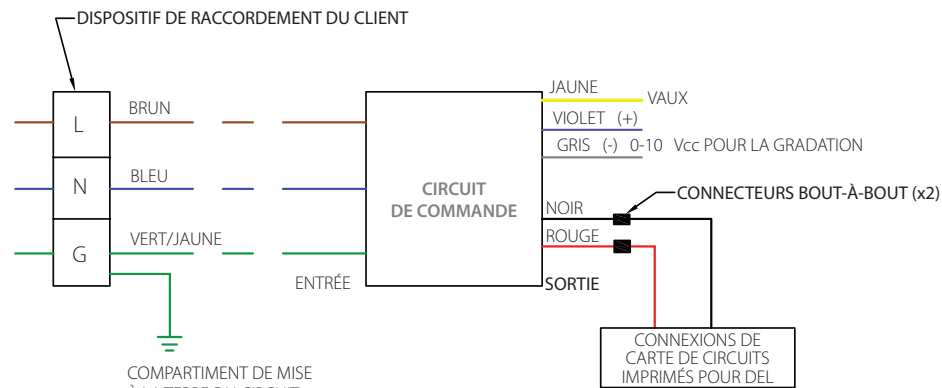 DISPOSITIF DE RACCORDEMENT DU CLIENT
L
BRUN
N
BLEU
G
VERT/JAUNE
ENTRÉE
CIRCUIT
DE COMMANDE
JAUNE
VAUX
VIOLET (+)
GRIS (-) 0-10 Vcc POUR LA GRADATION
CONNECTEURS BOUT-À-BOUT (x2)
NOIR
ROUGE
SORTIE
CONNEXIONS DE
CARTE DE CIRCUITS
IMPRIMÉS POUR DEL
COMPARTIMENT DE MISE